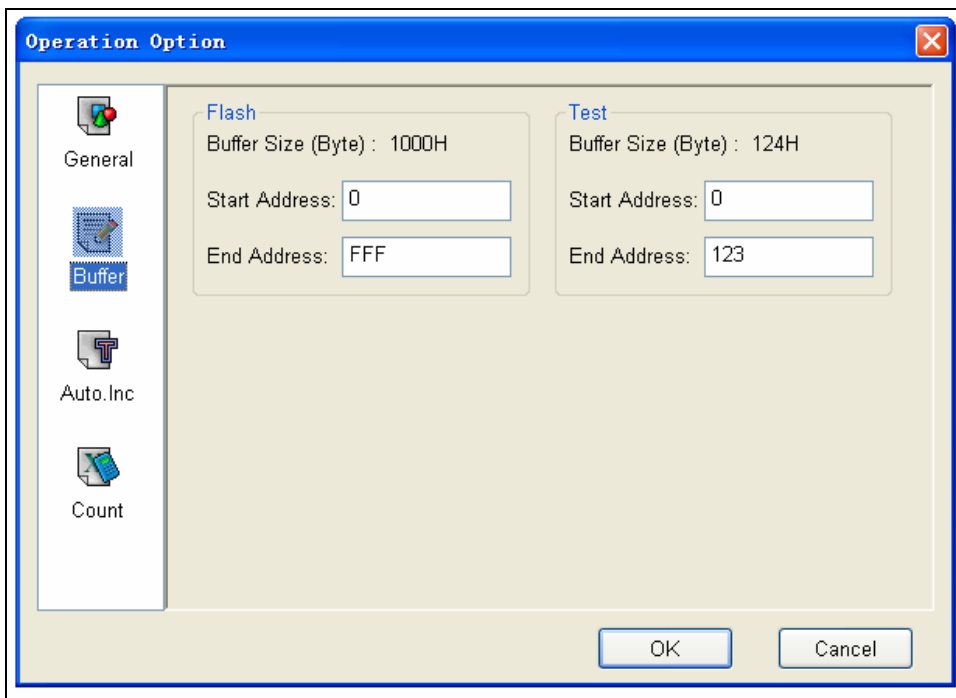 Operation Option
General
Buffer
Auto.Inc
Count
Flash
Buffer Size (Byte) : 1000H
Start Address: 0
End Address: FFF
Test
Buffer Size (Byte) : 124H
Start Address: 0
End Address: 123
OK
Cancel